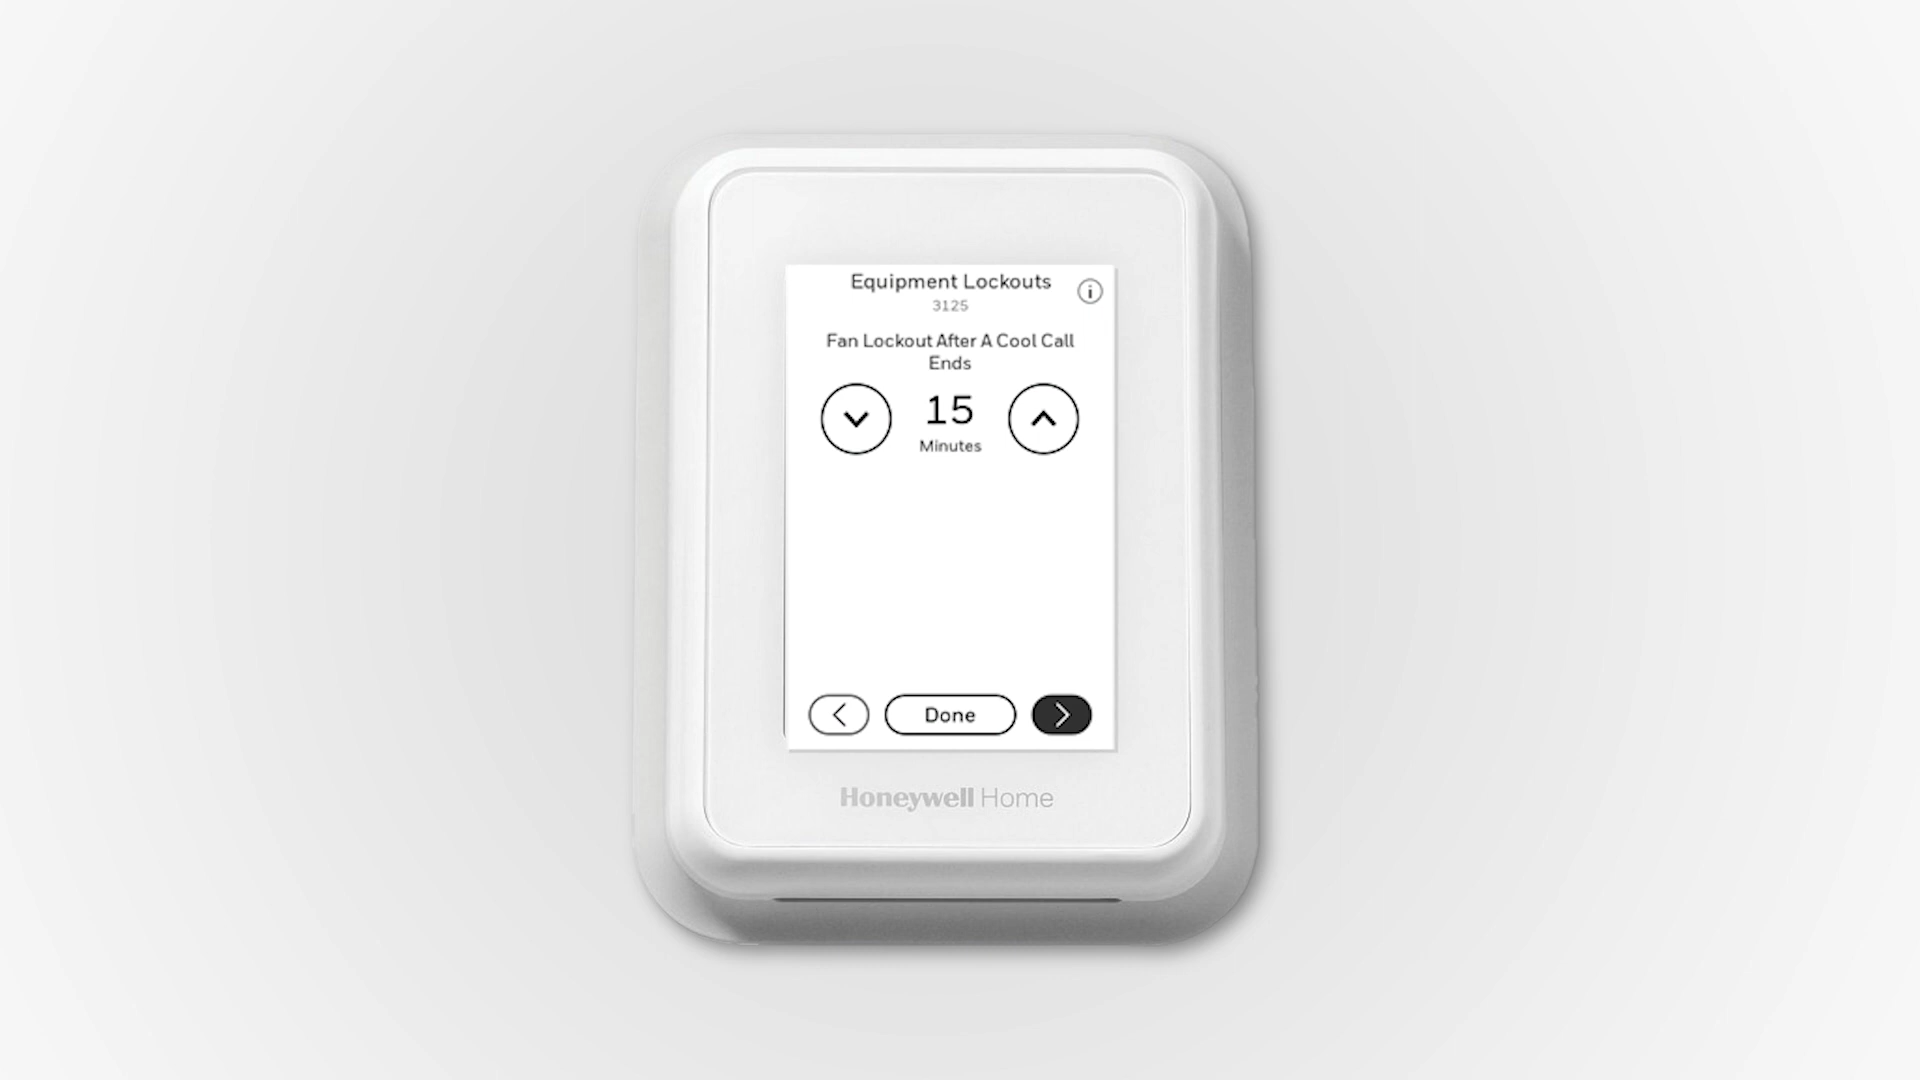 Equipment Lockouts
3125
Fan Lockout After A Cool Call
Ends
15
Minutes
Done
Honeywell Home